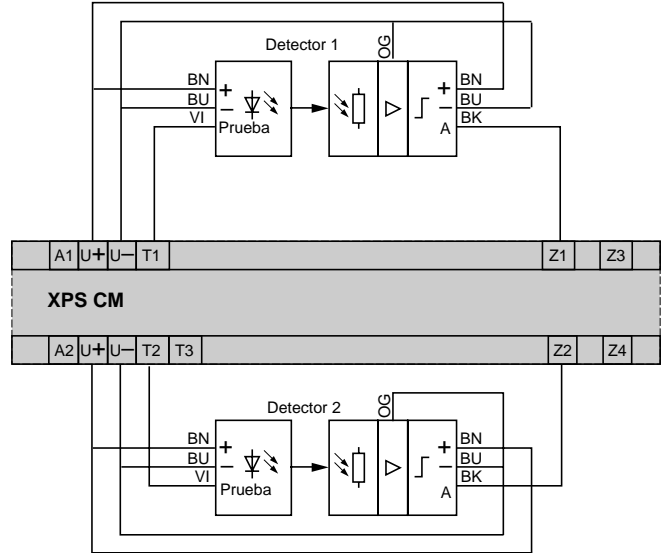 Detector 1
OG
BN
BU
VI
+
−
Prueba
+
−
A
BN
BU
BK
A1 U+ U− T1 Z1 Z3
XPS CM
A2 U+ U− T2 T3 Z2 Z4
Detector 2
OG
BN
BU
VI
+
−
Prueba
+
−
A
BN
BU
BK